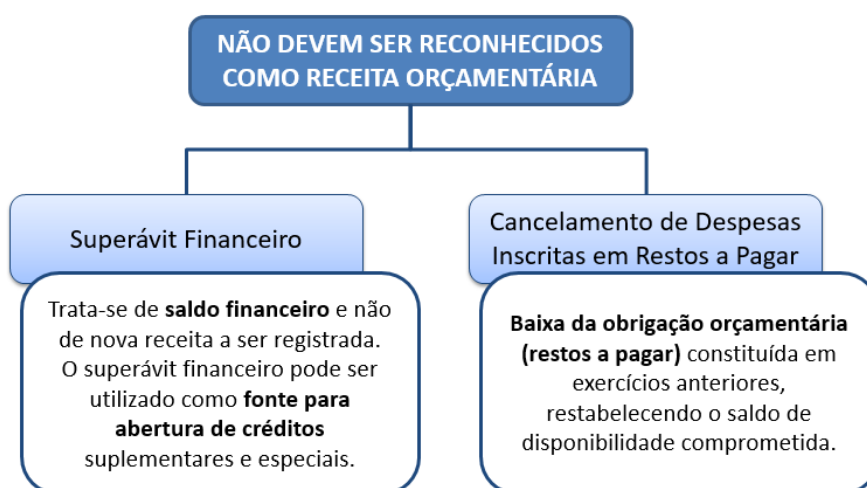 NÃO DEVEM SER RECONHECIDOS
COMO RECEITA ORÇAMENTÁRIA
Superávit Financeiro
Trata-se de saldo financeiro e não
de nova receita a ser registrada.
O superávit financeiro pode ser
utilizado como fonte para
abertura de créditos
suplementares e especiais.
Cancelamento de Despesas
Inscritas em Restos a Pagar
Baixa da obrigação orçamentária
(restos a pagar) constituída em
exercícios anteriores,
restabelecendo o saldo de
disponibilidade comprometida.